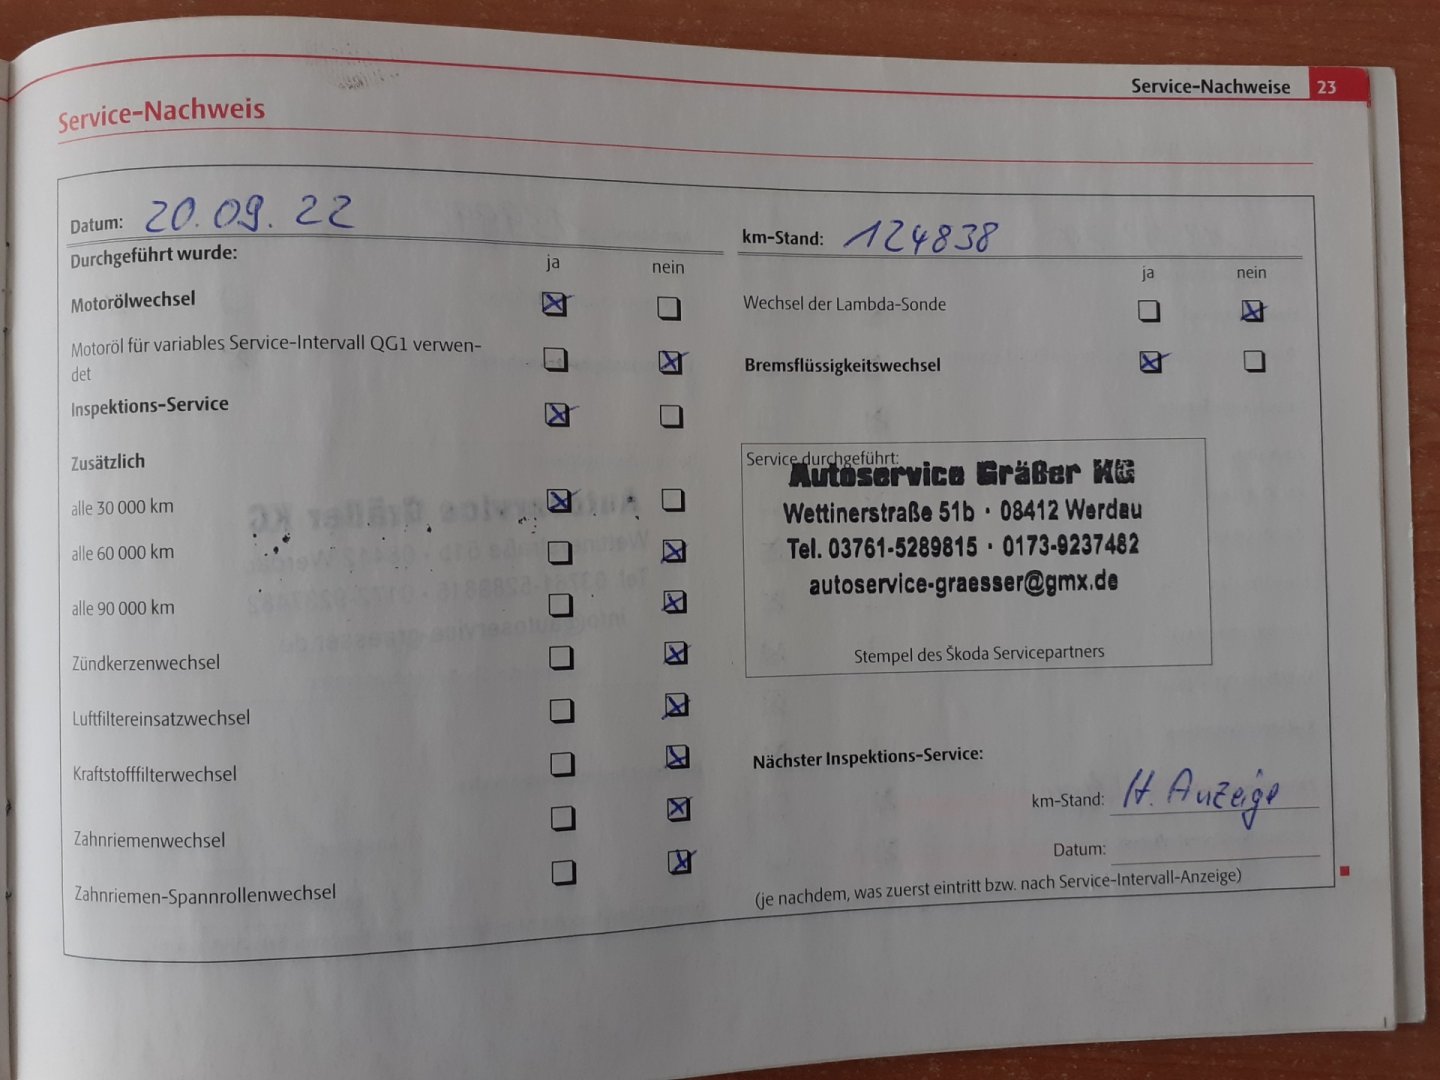 Service-Nachweise 23
Service-Nachweis
Datum: 20.09.22
km-Stand: 124838
Durchgeführt wurde:
ja nein
ja nein
Motorölwechsel
Wechsel der Lambda-Sonde
Motoröl für variables Service-Intervall QG1 verwen-
det
Bremsflüssigkeitswechsel
Inspektions-Service
Zusätzlich
alle 30 000 km
alle 60 000 km
alle 90 000 km
Zündkerzenwechsel
Luftfiltereinsatzwechsel
Kraftstofffilterwechsel
Zahnriemenwechsel
Zahnriemen-Spannrollenwechsel
Service durchgeführt:
Autoservice Gräßer KG
Wettinerstraße 51b · 08412 Werdau
Tel. 03761-5289815 · 0173-9237482
autoservice-graesser@gmx.de
Stempel des Škoda Servicepartners
Nächster Inspektions-Service:
km-Stand: lt. Anzeige
Datum:
(je nachdem, was zuerst eintritt bzw. nach Service-Intervall-Anzeige)